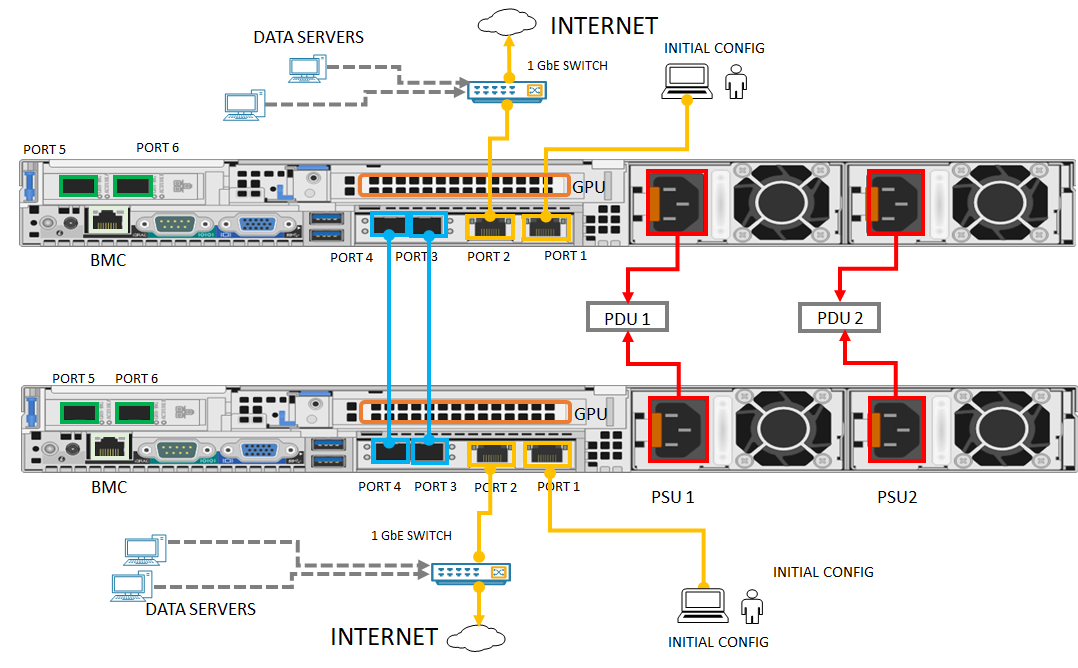 INTERNET
DATA SERVERS
INITIAL CONFIG
1 GbE SWITCH
PORT 5
PORT 6
GPU
BMC
PORT 4
PORT 3
PORT 2
PORT 1
PDU 1
PDU 2
PORT 5
PORT 6
GPU
BMC
PORT 4
PORT 3
PORT 2
PORT 1
PSU 1
PSU2
1 GbE SWITCH
INITIAL CONFIG
DATA SERVERS
INTERNET
INITIAL CONFIG